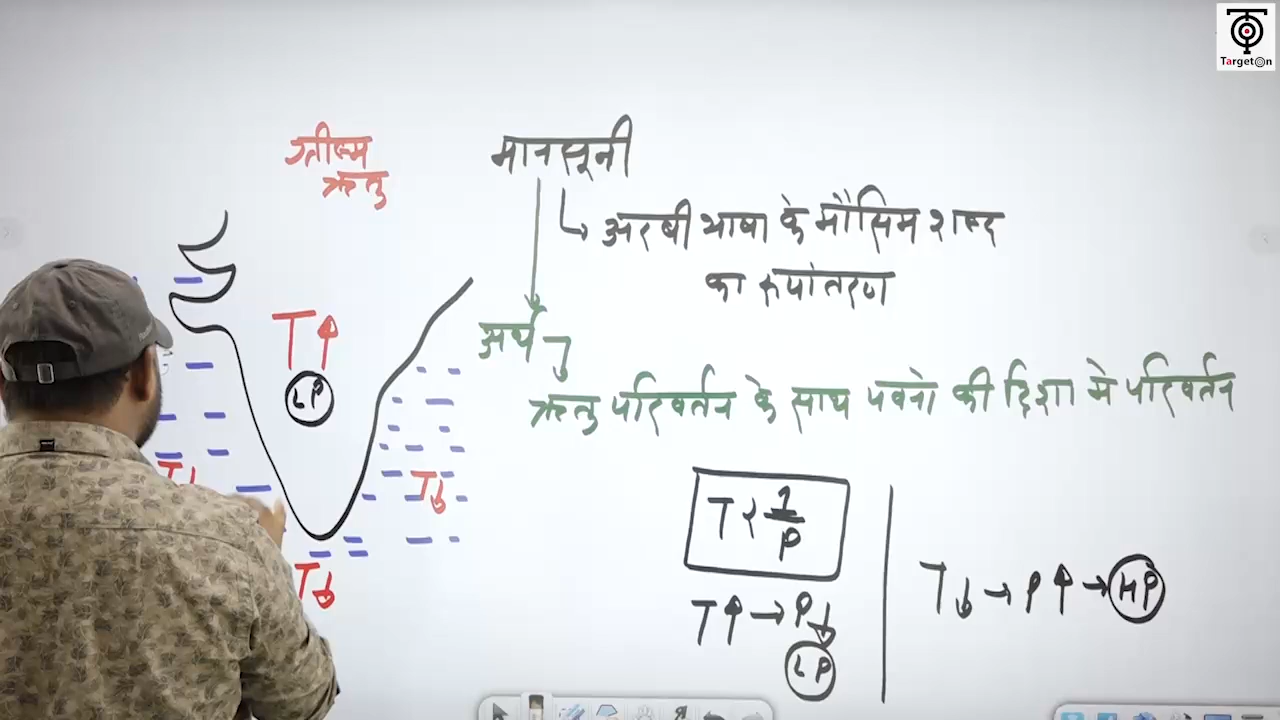 TargetOn
ग्रीष्म
ऋतु
मानसूनी
अरबी भाषा के मौसिम शब्द
का रूपांतरण
अर्थ
ऋतु परिवर्तन के साथ पवनो की दिशा मे परिवर्तन
T↑
LP
T↓
T↓
T↓
T ∝ 1/P
T↑ → P↓
LP
T↓ → P↑ → HP